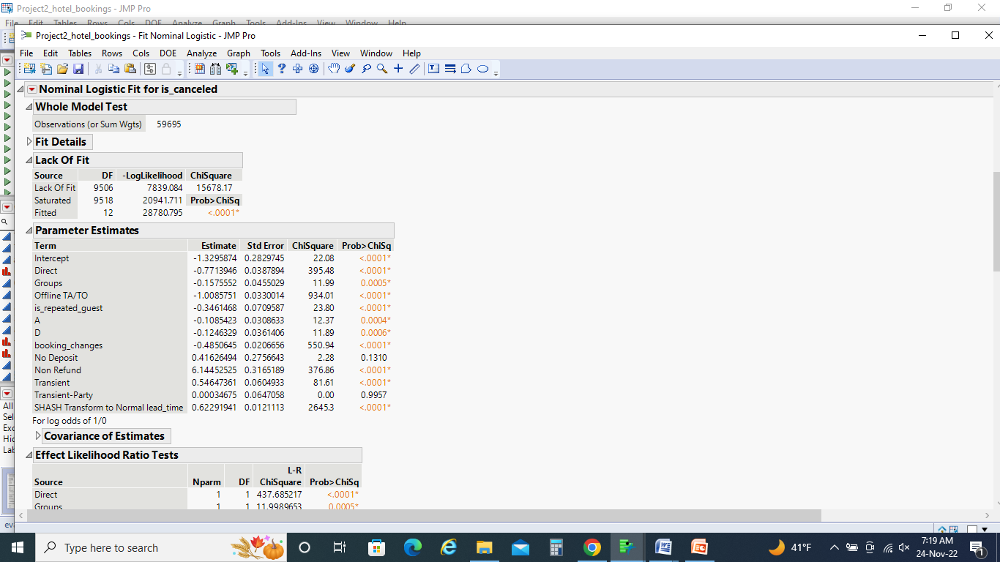 Project2_hotel_bookings - JMP Pro
File Edit Tables Rows Cols DOE Analyze Graph Tools Add-Ins View Window Help
Project2_hotel_bookings - Fit Nominal Logistic - JMP Pro
File Edit Tables Rows Cols DOE Analyze Graph Tools Add-Ins View Window Help
Nominal Logistic Fit for is_canceled
Whole Model Test
Observations (or Sum Wgts) 59695
Fit Details
Lack Of Fit
Source DF -LogLikelihood ChiSquare
Lack Of Fit 9506 7839.084 15678.17
Saturated 9518 20941.711 Prob>ChiSq
Fitted 12 28780.795 <.0001*
Parameter Estimates
Term Estimate Std Error ChiSquare Prob>ChiSq
Intercept -1.3295874 0.2829745 22.08 <.0001*
Direct -0.7713946 0.0387894 395.48 <.0001*
Groups -0.1575552 0.0455029 11.99 0.0005*
Offline TA/TO -1.0085751 0.0330014 934.01 <.0001*
is_repeated_guest -0.3461468 0.0709587 23.80 <.0001*
A -0.1085423 0.0308633 12.37 0.0004*
D -0.1246329 0.0361406 11.89 0.0006*
booking_changes -0.4850645 0.0206656 550.94 <.0001*
No Deposit 0.41626494 0.2756643 2.28 0.1310
Non Refund 6.14452525 0.3165189 376.86 <.0001*
Transient 0.54647361 0.0604933 81.61 <.0001*
Transient-Party 0.00034675 0.0647058 0.00 0.9957
SHASH Transform to Normal lead_time 0.62291941 0.0121113 2645.3 <.0001*
For log odds of 1/0
Covariance of Estimates
Effect Likelihood Ratio Tests
L-R
Source Nparm DF ChiSquare Prob>ChiSq
Direct 1 1 437.685217 <.0001*
Groups 1 1 11.9989653 0.0005*
All
Sel
Exc
Hid
Lab
ev
Type here to search
41°F
7:19 AM
24-Nov-22
1